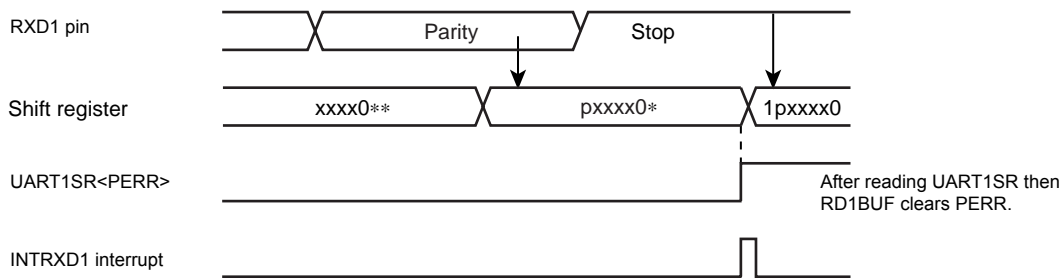 RXD1 pin
Parity
Stop
Shift register
xxxx0**
pxxxx0*
1pxxxx0
UART1SR<PERR>
After reading UART1SR then
RD1BUF clears PERR.
INTRXD1 interrupt